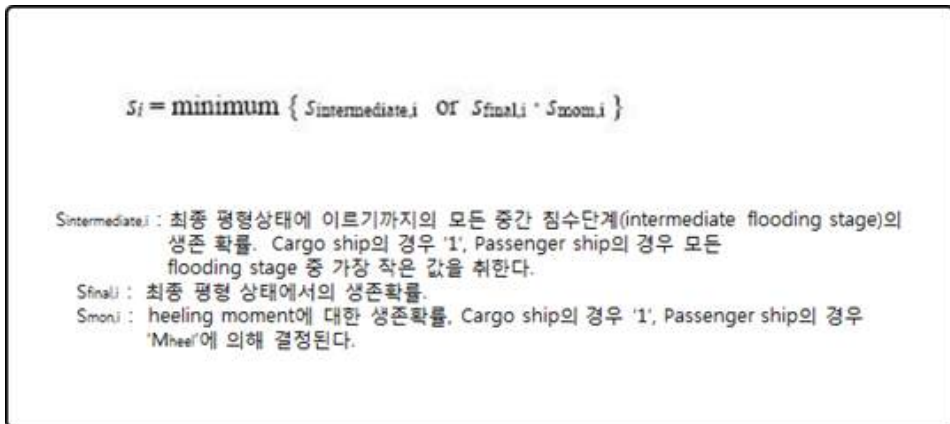 si = minimum { sintermediate,i or sfinal,i · smom,i }
Sintermediate,i : 최종 평형상태에 이르기까지의 모든 중간 침수단계(intermediate flooding stage)의
생존 확률. Cargo ship의 경우 '1', Passenger ship의 경우 모든
flooding stage 중 가장 작은 값을 취한다.
Sfinal,i : 최종 평형 상태에서의 생존확률.
Smom,i : heeling moment에 대한 생존확률, Cargo ship의 경우 '1', Passenger ship의 경우
'Mheel'에 의해 결정된다.